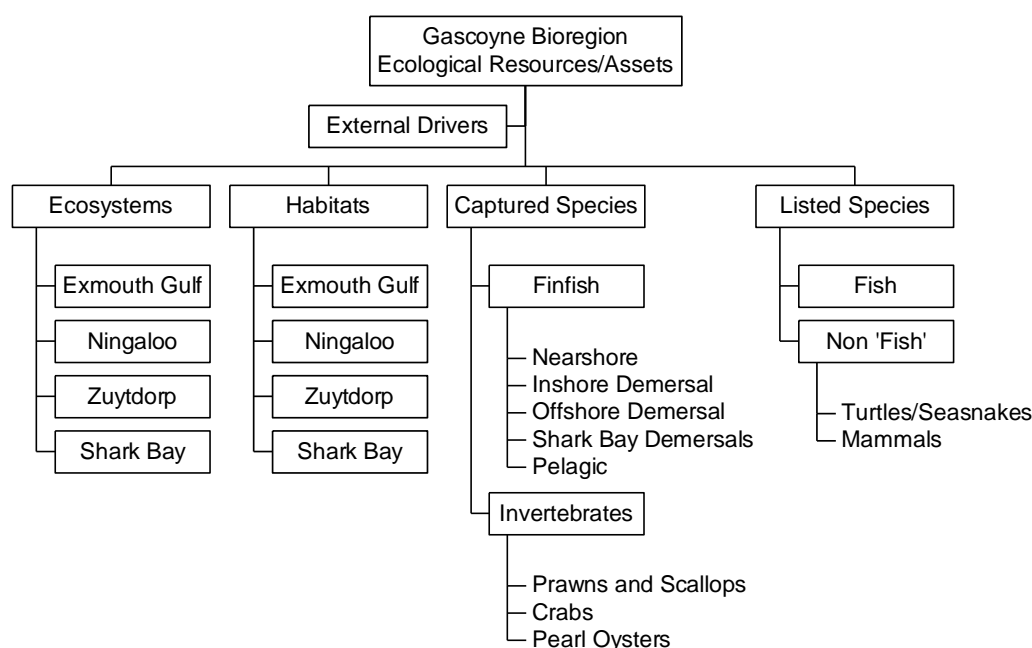 Gascoyne Bioregion
Ecological Resources/Assets
External Drivers
Ecosystems
Habitats
Captured Species
Listed Species
Exmouth Gulf
Ningaloo
Zuytdorp
Shark Bay
Exmouth Gulf
Ningaloo
Zuytdorp
Shark Bay
Finfish
Nearshore
Inshore Demersal
Offshore Demersal
Shark Bay Demersals
Pelagic
Invertebrates
Prawns and Scallops
Crabs
Pearl Oysters
Fish
Non 'Fish'
Turtles/Seasnakes
Mammals